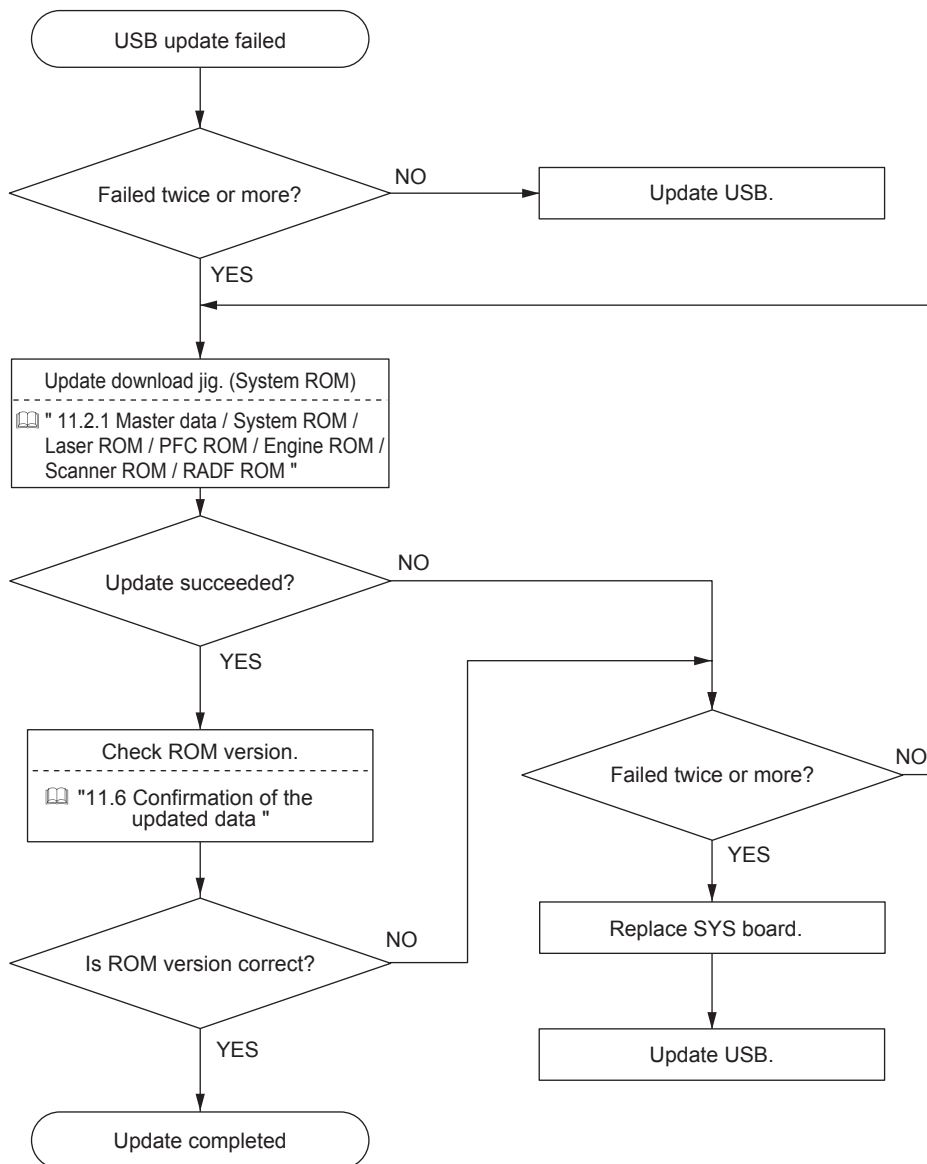 USB update failed
Failed twice or more?
NO
Update USB.
YES
Update download jig. (System ROM)
" 11.2.1 Master data / System ROM /
Laser ROM / PFC ROM / Engine ROM /
Scanner ROM / RADF ROM "
Update succeeded?
NO
YES
Check ROM version.
"11.6 Confirmation of the
updated data "
Failed twice or more?
NO
YES
Is ROM version correct?
NO
Replace SYS board.
YES
Update USB.
Update completed